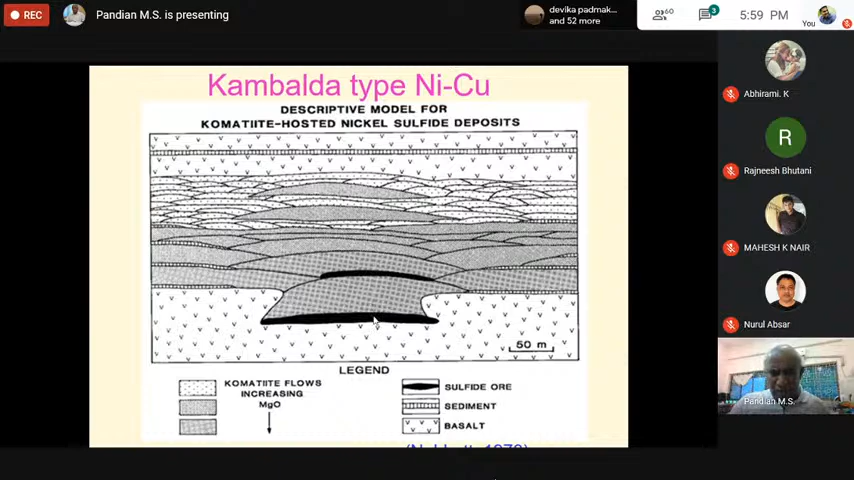 REC
Pandian M.S. is presenting
devika padmak...
and 52 more
60
3
5:59 PM
You
Kambalda type Ni-Cu
DESCRIPTIVE MODEL FOR
KOMATIITE-HOSTED NICKEL SULFIDE DEPOSITS
50 m
LEGEND
KOMATIITE FLOWS
INCREASING
MgO
SULFIDE ORE
SEDIMENT
BASALT
Abhirami. K
R
Rajneesh Bhutani
MAHESH K NAIR
Nurul Absar
Pandian M.S.